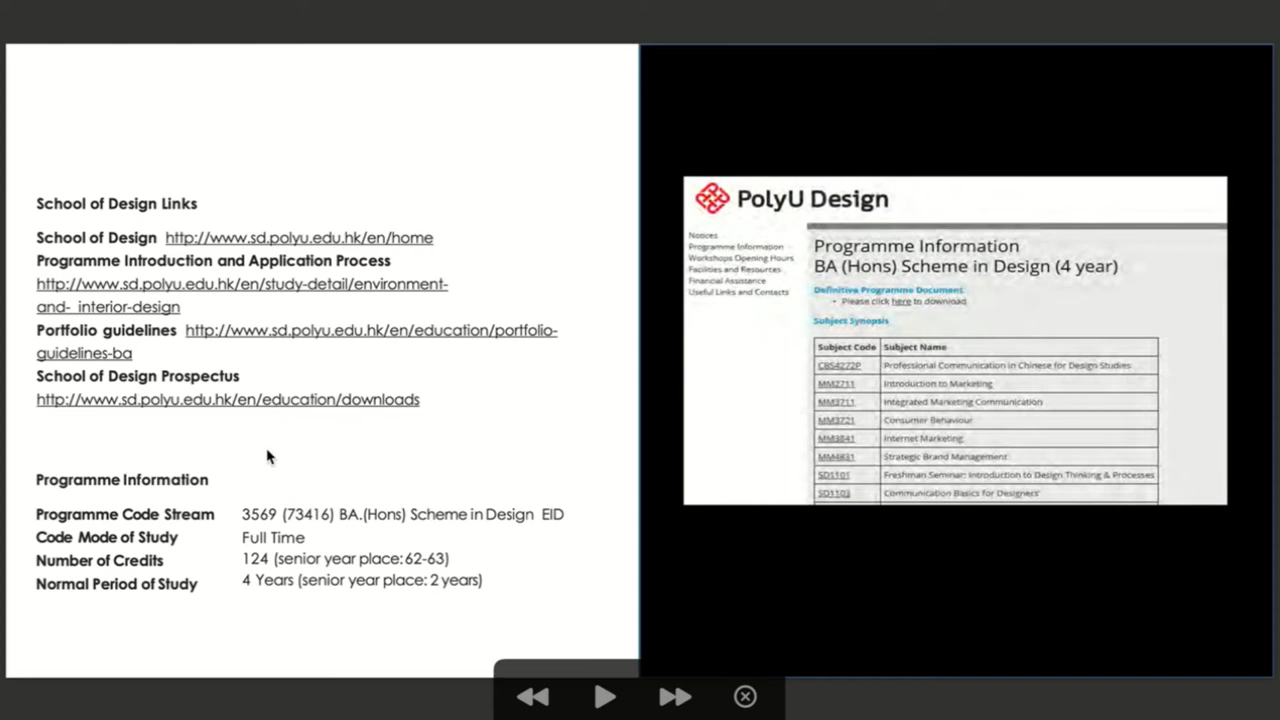 School of Design Links
School of Design http://www.sd.polyu.edu.hk/en/home
Programme Introduction and Application Process
http://www.sd.polyu.edu.hk/en/study-detail/environment-
and- interior-design
Portfolio guidelines http://www.sd.polyu.edu.hk/en/education/portfolio-
guidelines-ba
School of Design Prospectus
http://www.sd.polyu.edu.hk/en/education/downloads
Programme Information
Programme Code Stream 3569 (73416) BA.(Hons) Scheme in Design EID
Code Mode of Study Full Time
Number of Credits 124 (senior year place: 62-63)
Normal Period of Study 4 Years (senior year place: 2 years)
PolyU Design
Notices
Programme Information
Workshops Opening Hours
Facilities and Resources
Financial Assistance
Useful Links and Contacts
Programme Information
BA (Hons) Scheme in Design (4 year)
Definitive Programme Document
• Please click here to download
Subject Synopsis
Subject Code Subject Name
CBS4272P Professional Communication in Chinese for Design Studies
MM2711 Introduction to Marketing
MM3711 Integrated Marketing Communication
MM3721 Consumer Behaviour
MM3841 Internet Marketing
MM4831 Strategic Brand Management
SD1101 Freshman Seminar: Introduction to Design Thinking & Processes
SD1103 Communication Basics for Designers